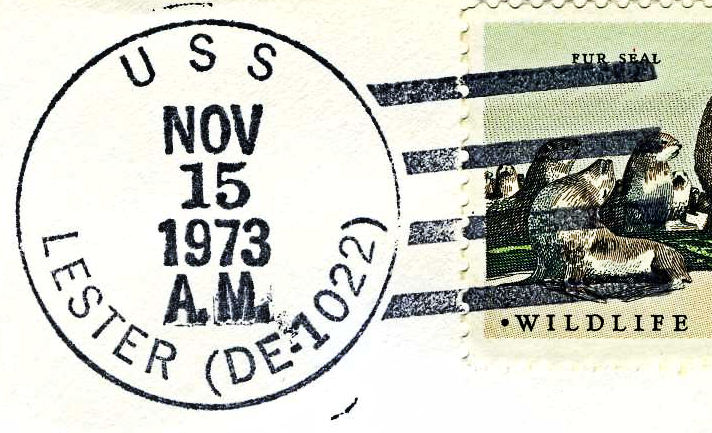 USS
NOV
15
1973
A.M.
LESTER (DE-1022)
FUR SEAL
•WILDLIFE